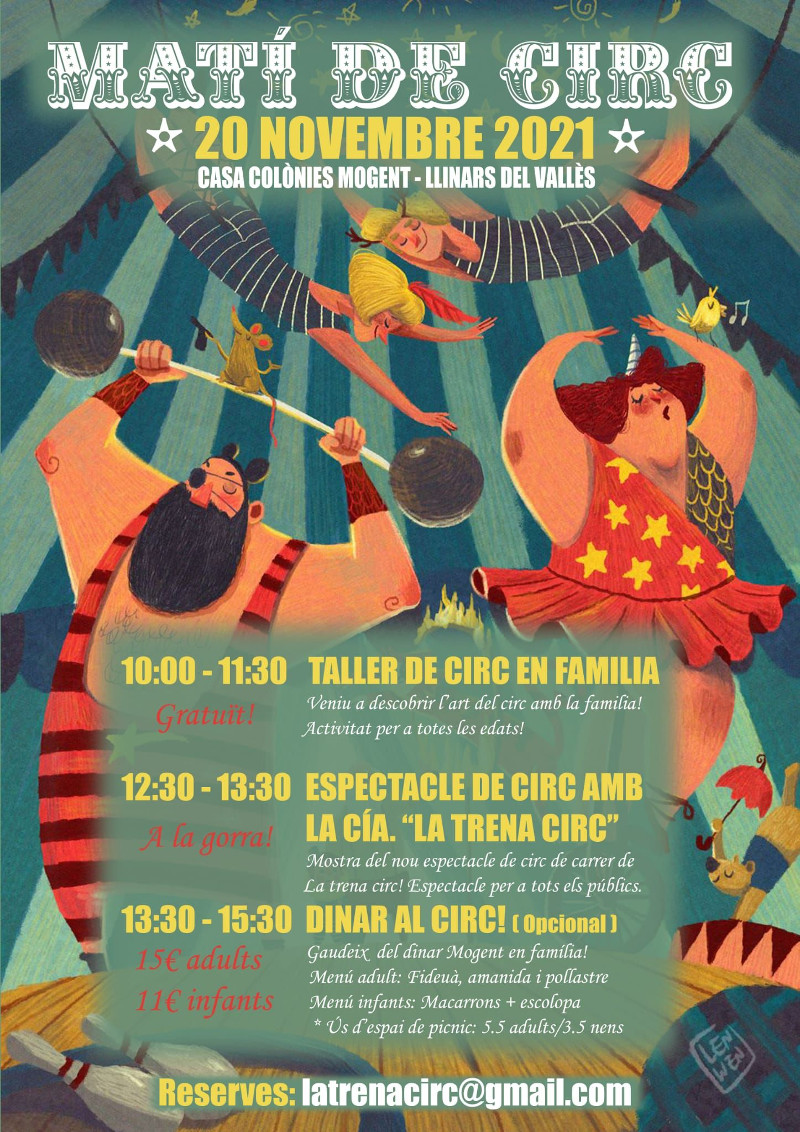 MATÍ DE CIRC
20 NOVEMBRE 2021
CASA COLÒNIES MOGENT - LLINARS DEL VALLÈS
10:00 - 11:30 TALLER DE CIRC EN FAMILIA
Gratuït!
Veniu a descobrir l'art del circ amb la familia!
Activitat per a totes les edats!
12:30 - 13:30 ESPECTACLE DE CIRC AMB
LA CÍA. “LA TRENA CIRC”
A la gorra!
Mostra del nou espectacle de circ de carrer de
La trena circ! Espectacle per a tots els públics.
13:30 - 15:30 DINAR AL CIRC! ( Opcional )
15€ adults
11€ infants
Gaudeix del dinar Mogent en família!
Menú adult: Fideuà, amanida i pollastre
Menú infants: Macarrons + escolopa
* Ús d'espai de picnic: 5.5 adults/3.5 nens
LEN
WEN
Reserves: latrenacirc@gmail.com